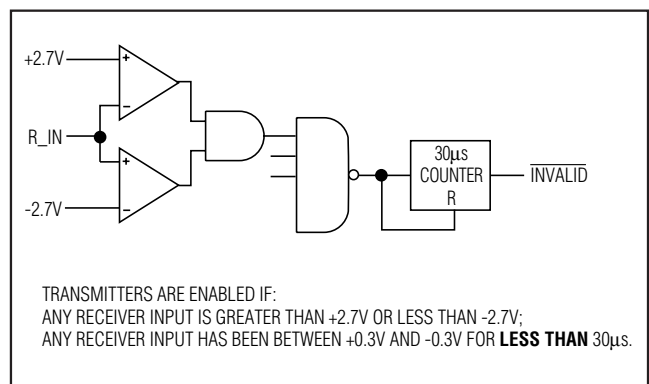 +2.7V
+
-
R_IN
+
-
-2.7V
30µs
COUNTER
R
INVALID
TRANSMITTERS ARE ENABLED IF:
ANY RECEIVER INPUT IS GREATER THAN +2.7V OR LESS THAN -2.7V;
ANY RECEIVER INPUT HAS BEEN BETWEEN +0.3V AND -0.3V FOR LESS THAN 30µs.